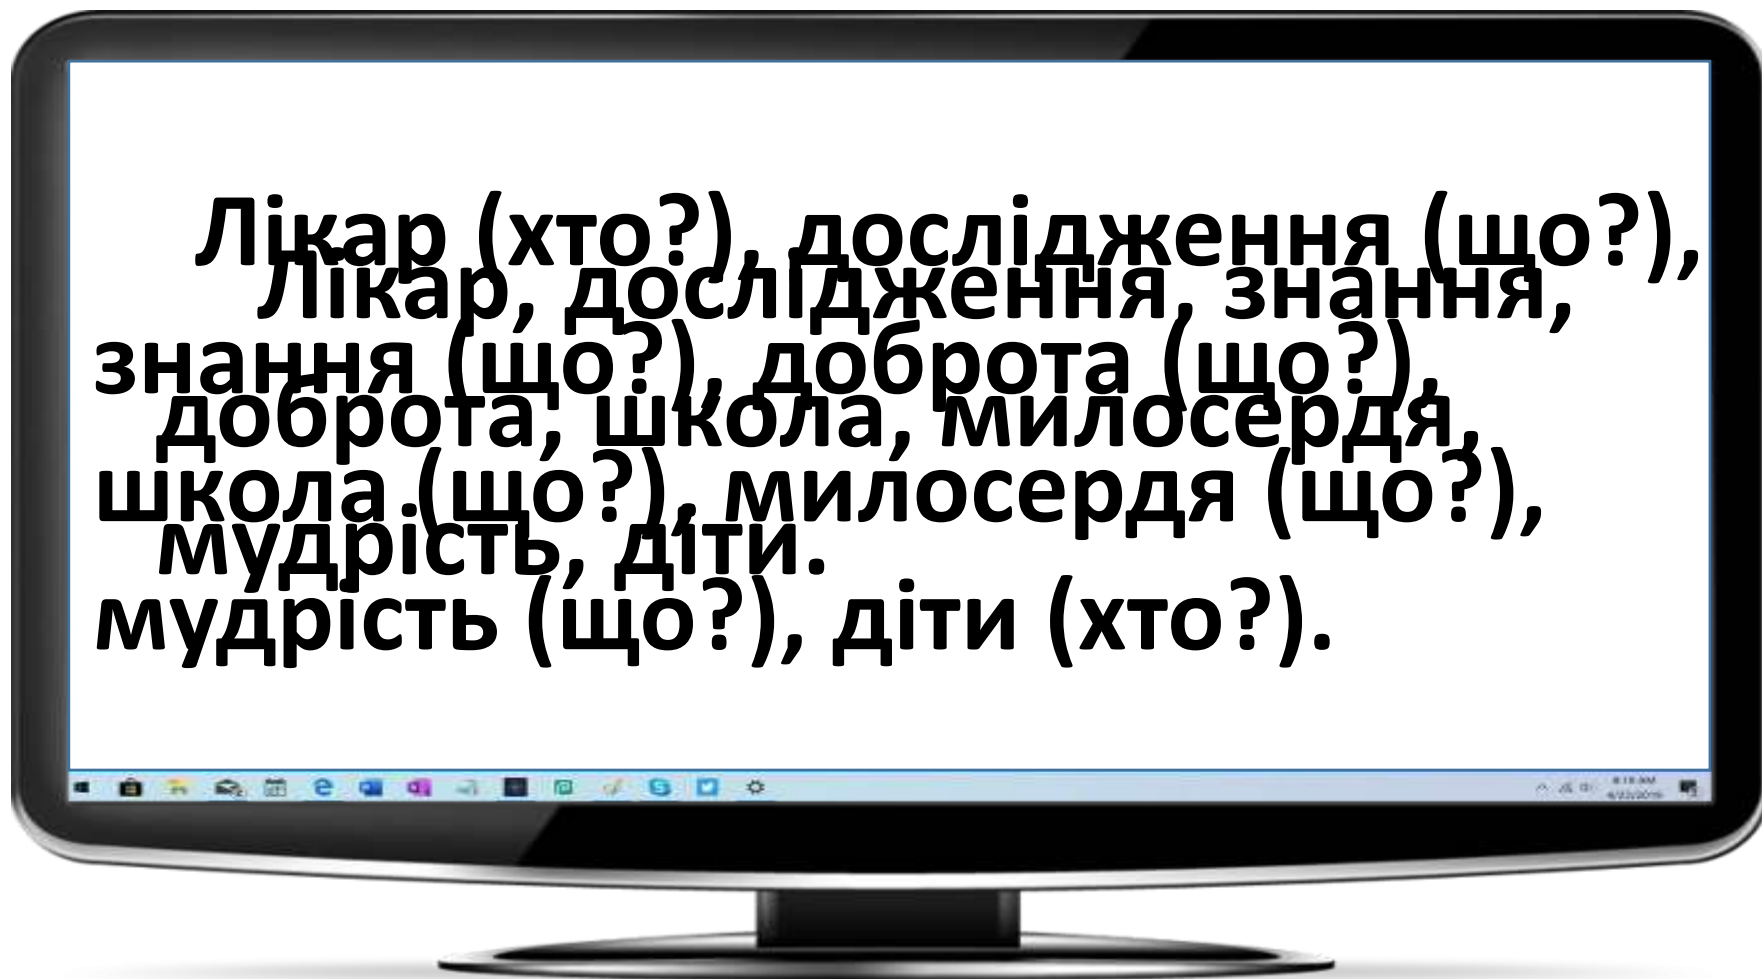 Лікар (хто?), дослідження (що?),
знання (що?), доброта (що?),
школа (що?), милосердя (що?),
мудрість (що?), діти (хто?).
Лікар, дослідження, знання,
доброта, школа, милосердя,
мудрість, діти.